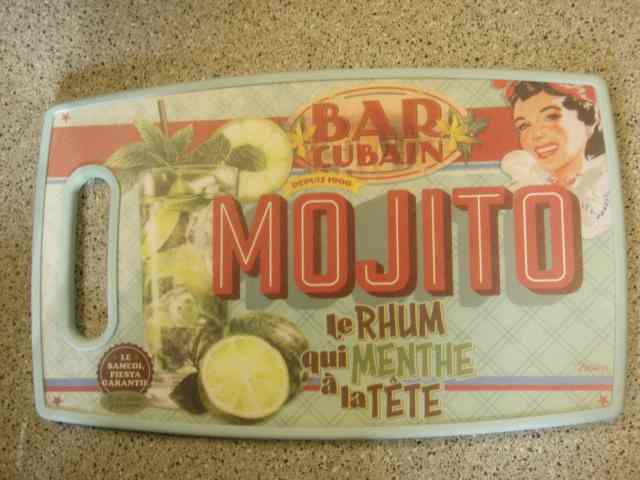 BAR
CUBAIN
DEPUIS 1900
MOJITO
le RHUM
qui MENTHE
à la TÊTE
LE
SAMEDI,
FIESTA
GARANTIE